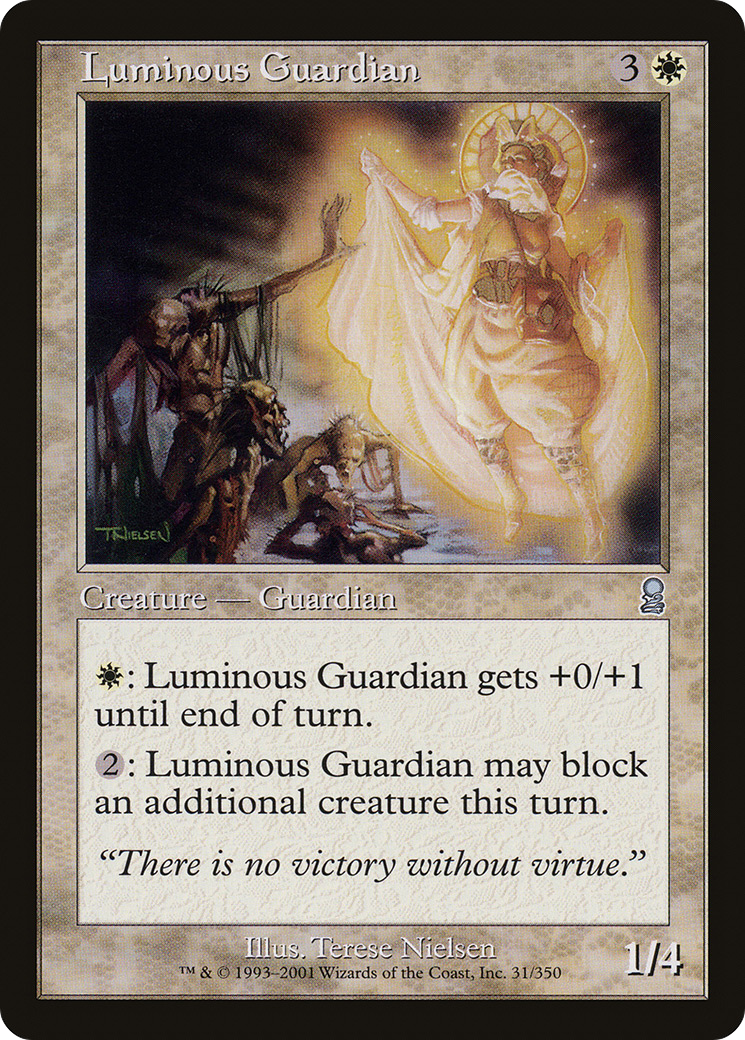 Luminous Guardian 3
T. NIELSEN
Creature — Guardian
: Luminous Guardian gets +0/+1
until end of turn.
2: Luminous Guardian may block
an additional creature this turn.
“There is no victory without virtue.”
Illus. Terese Nielsen
™ & © 1993–2001 Wizards of the Coast, Inc. 31/350
1/4